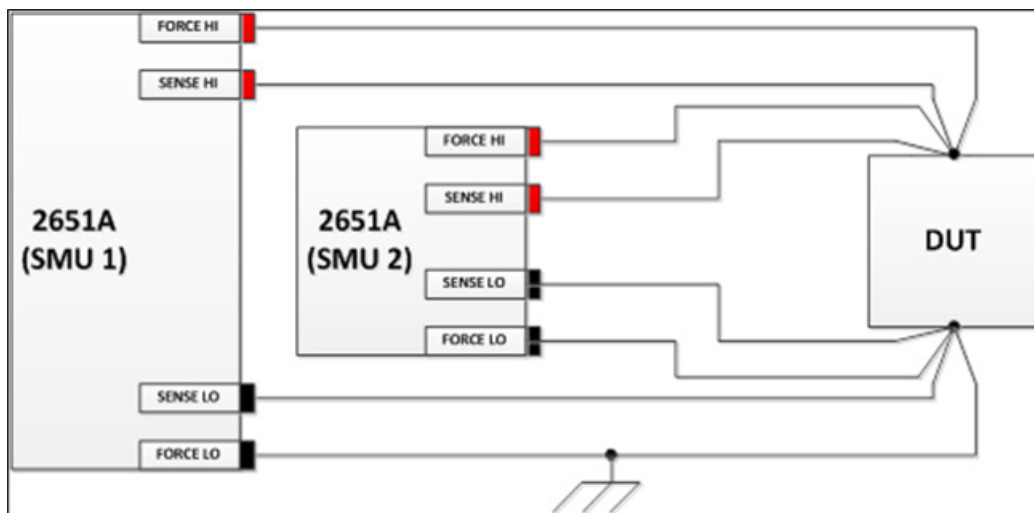 FORCE HI
SENSE HI
2651A
(SMU 1)
SENSE LO
FORCE LO
FORCE HI
SENSE HI
2651A
(SMU 2)
SENSE LO
FORCE LO
DUT